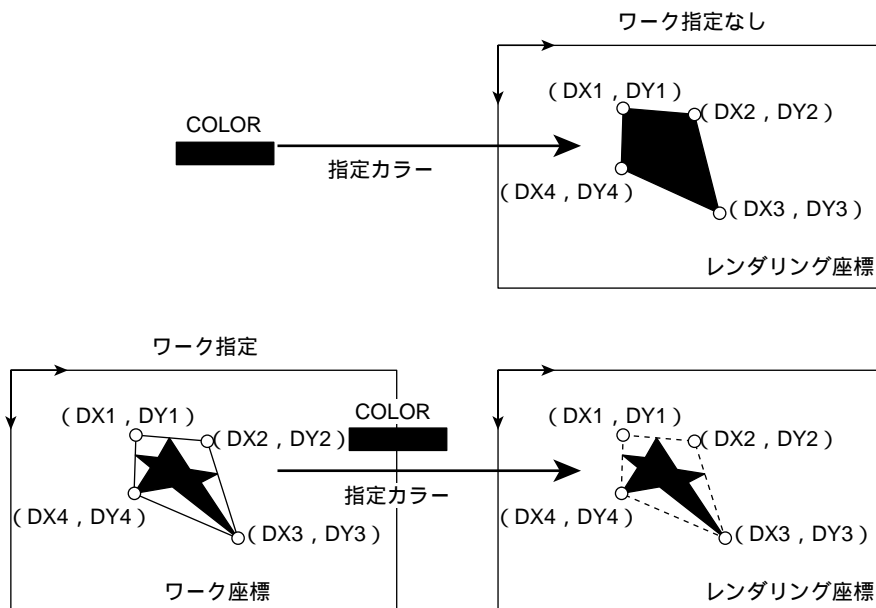 ワーク指定なし
(DX1,DY1)
(DX2,DY2)
COLOR
指定カラー
(DX4,DY4)
(DX3,DY3)
レンダリング座標
ワーク指定
(DX1,DY1)
(DX2,DY2)
COLOR
(DX1,DY1)
(DX2,DY2)
指定カラー
(DX4,DY4)
(DX3,DY3)
(DX4,DY4)
(DX3,DY3)
ワーク座標
レンダリング座標